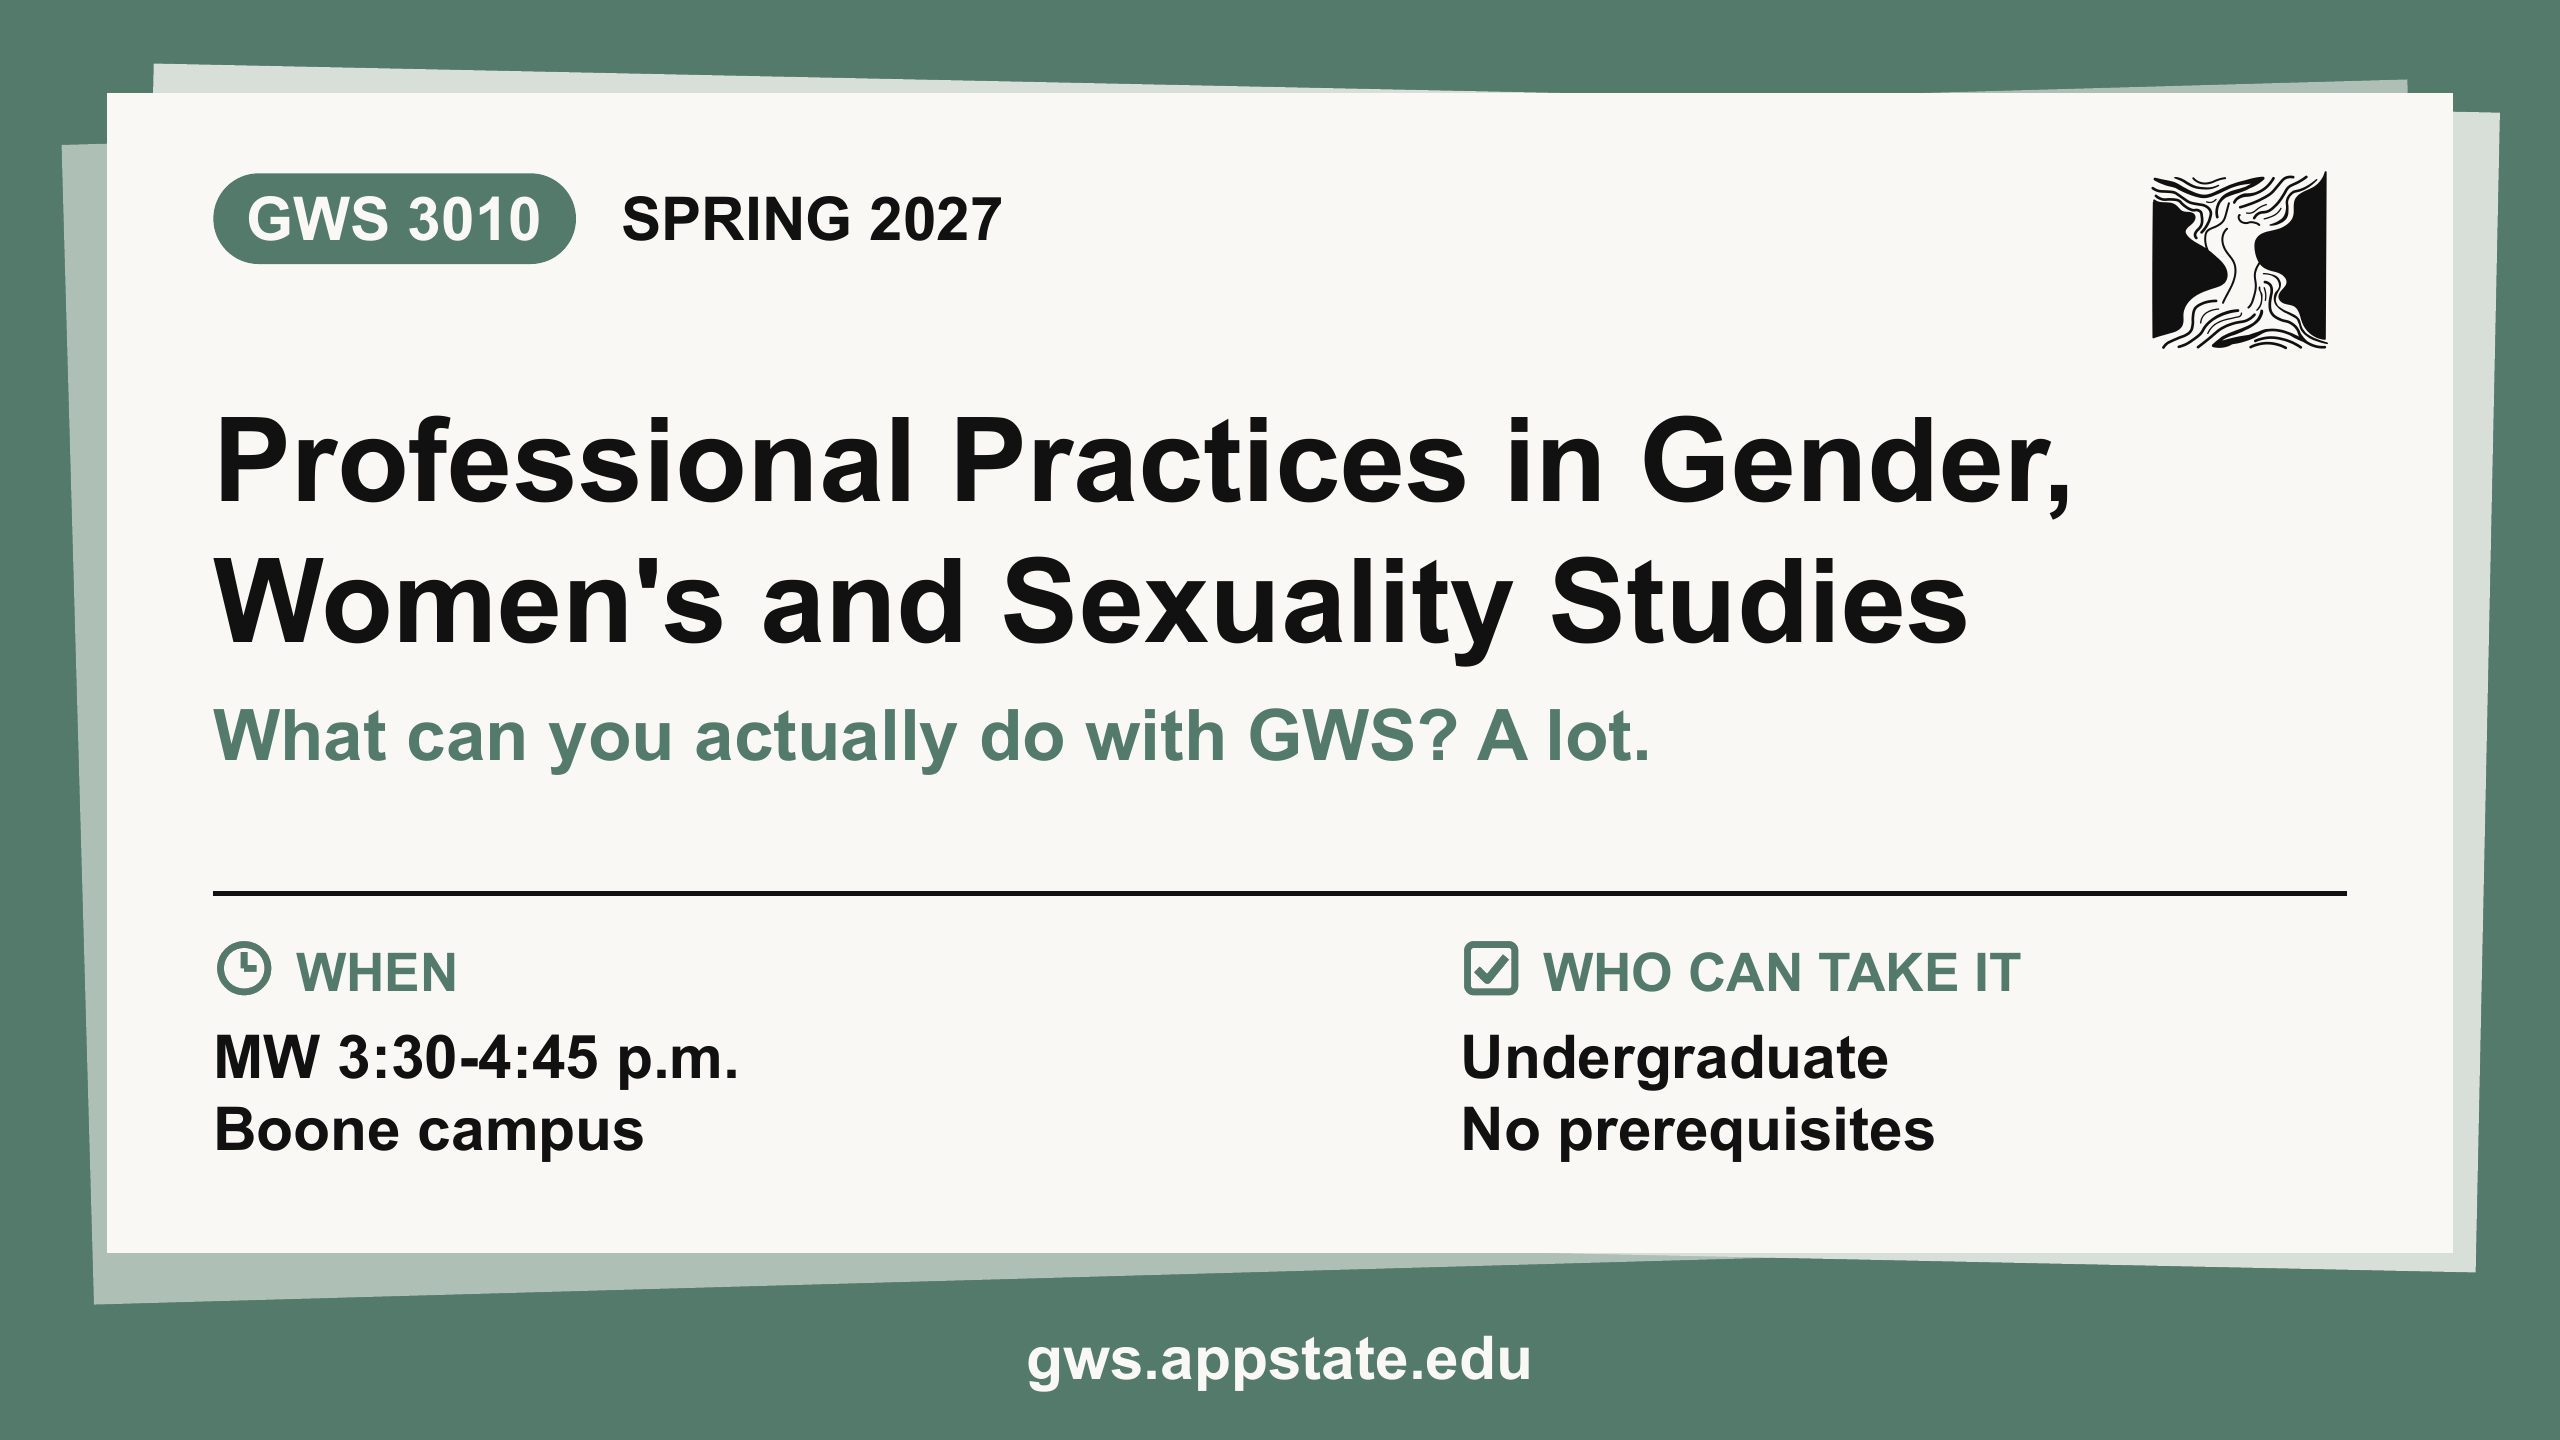 GWS 3010 SPRING 2027
Professional Practices in Gender,
Women's and Sexuality Studies
What can you actually do with GWS? A lot.
WHEN
MW 3:30-4:45 p.m.
Boone campus
WHO CAN TAKE IT
Undergraduate
No prerequisites
gws.appstate.edu